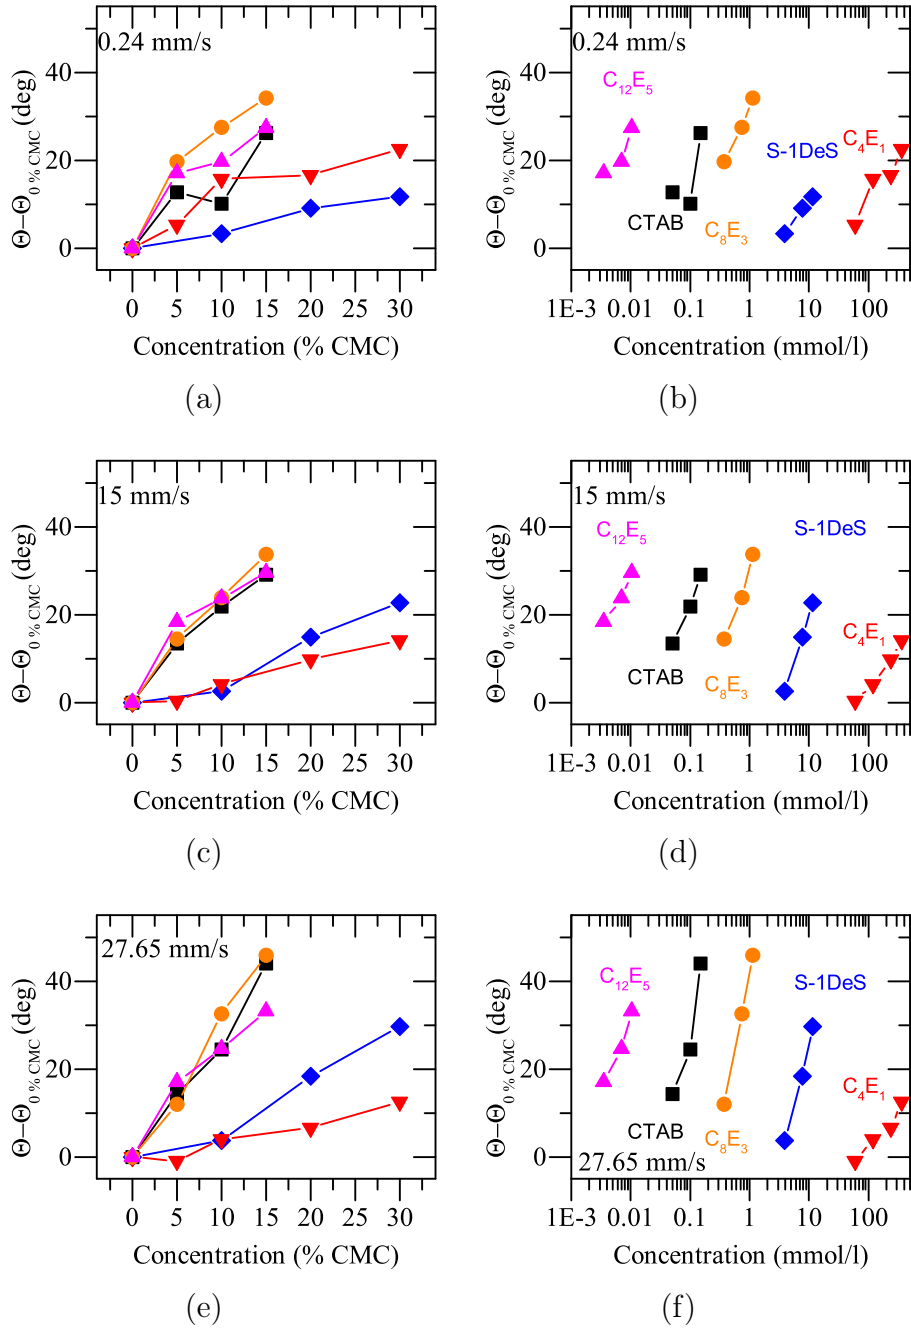 0.24 mm/s
Θ−Θ0 % CMC (deg)
40
20
0
0 5 10 15 20 25 30
Concentration (% CMC)
(a)
0.24 mm/s
Θ−Θ0 % CMC (deg)
40
20
0
C12E5
CTAB
C8E3
S-1DeS
C4E1
1E-3 0.01 0.1 1 10 100
Concentration (mmol/l)
(b)
15 mm/s
Θ−Θ0 % CMC (deg)
40
20
0
0 5 10 15 20 25 30
Concentration (% CMC)
(c)
15 mm/s
Θ−Θ0 % CMC (deg)
40
20
0
C12E5
CTAB
C8E3
S-1DeS
C4E1
1E-3 0.01 0.1 1 10 100
Concentration (mmol/l)
(d)
27.65 mm/s
Θ−Θ0 % CMC (deg)
40
20
0
0 5 10 15 20 25 30
Concentration (% CMC)
(e)
Θ−Θ0 % CMC (deg)
40
20
0
C12E5
CTAB
C8E3
S-1DeS
C4E1
27.65 mm/s
1E-3 0.01 0.1 1 10 100
Concentration (mmol/l)
(f)